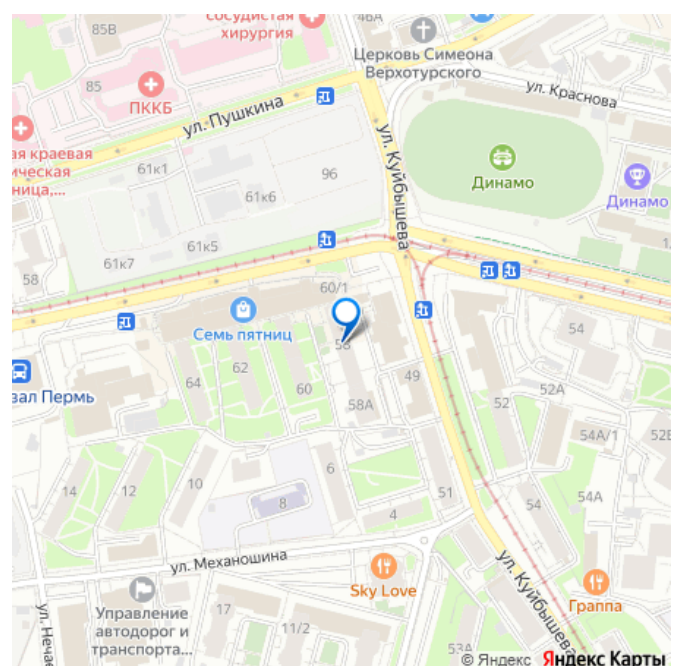 сосудистая
хирургия
46А
85В
Церковь Симеона
Верхотурского
85
ПККБ
ул. Краснова
ул. Пушкина
ая краевая
ическая
ница,...
61к1
96
61к6
ул. Куйбышева
Динамо
Динамо
61к5
61к7
58
60/1
Семь пятниц
54
58
62
64
60
49
вал Пермь
58А
52
52А
54А/1
52Б
14
12
10
6
8
51
54
54А
4
ул. Механошина
Sky Love
ул. Куйбышева
Граппа
Управление
автодорог и
транспорта...
17
11/2
ул. Нечае
53А
© Яндекс Яндекс Карты